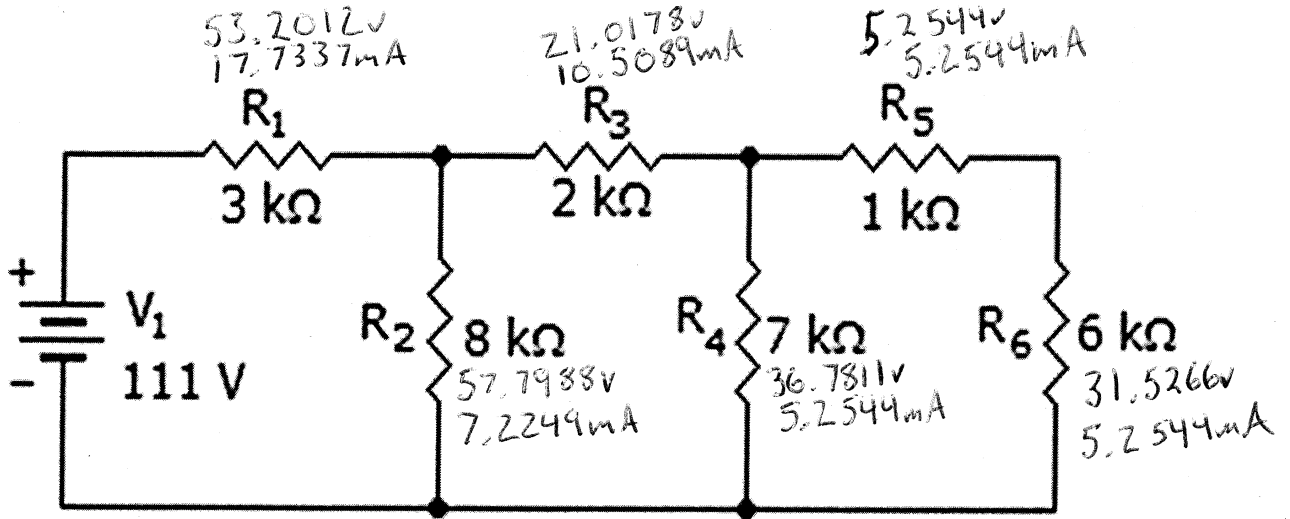 53.2012v
17.7337mA
21.0178v
10.5089mA
5.2544v
5.2544mA
R1
R3
R5
3 kΩ
2 kΩ
1 kΩ
+
V1
111 V
-
R2
8 kΩ
57.7988v
7.2249mA
R4
7 kΩ
36.7811v
5.2544mA
R6
6 kΩ
31.5266v
5.2544mA